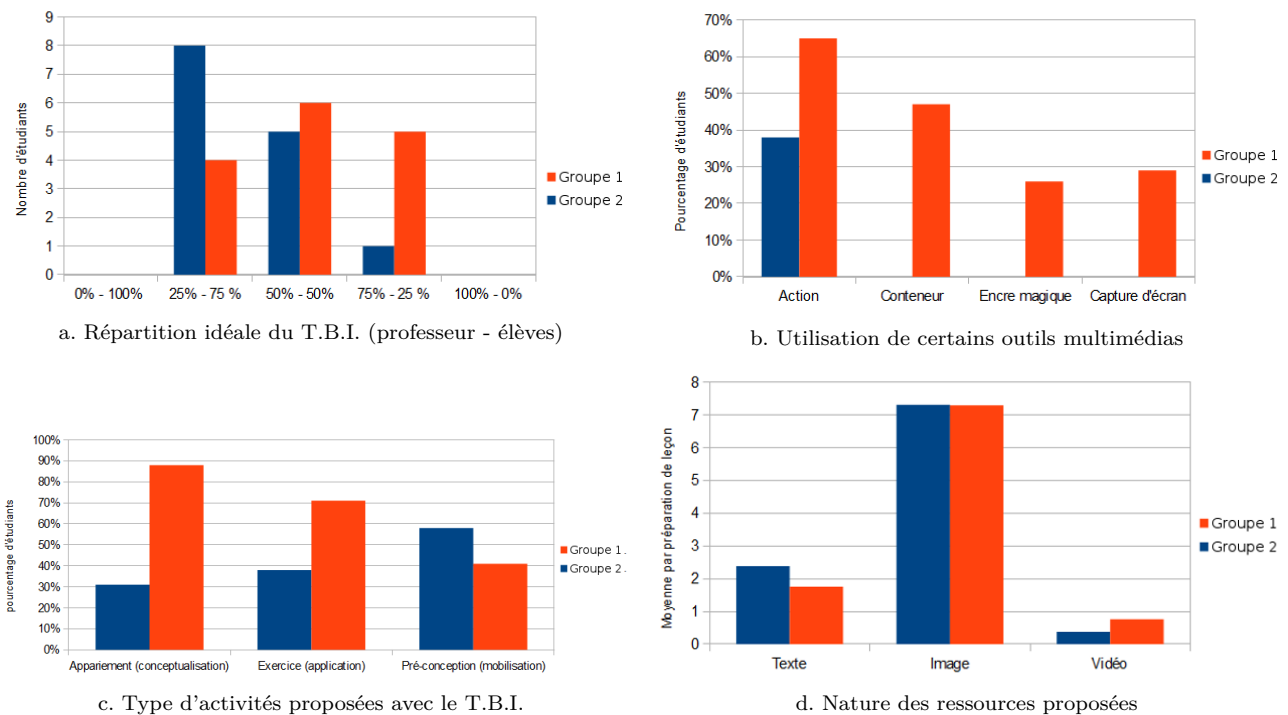 9
8
7
6
5
4
3
2
1
0
Nombre d'étudiants
0% - 100%
25% - 75 %
50% - 50%
75% - 25 %
100% - 0%
Groupe 1
Groupe 2
a. Répartition idéale du T.B.I. (professeur - élèves)
70%
60%
50%
40%
30%
20%
10%
0%
Pourcentage d'étudiants
Action
Conteneur
Encre magique
Capture d'écran
Groupe 1
Groupe 2
b. Utilisation de certains outils multimédias
100%
90%
80%
70%
60%
50%
40%
30%
20%
10%
0%
pourcentage d'étudiants
Appariement (conceptualisation)
Exercice (application)
Pré-conception (mobilisation)
Groupe 1 .
Groupe 2 .
c. Type d'activités proposées avec le T.B.I.
8
7
6
5
4
3
2
1
0
Moyenne par préparation de leçon
Texte
Image
Vidéo
Groupe 1
Groupe 2
d. Nature des ressources proposées